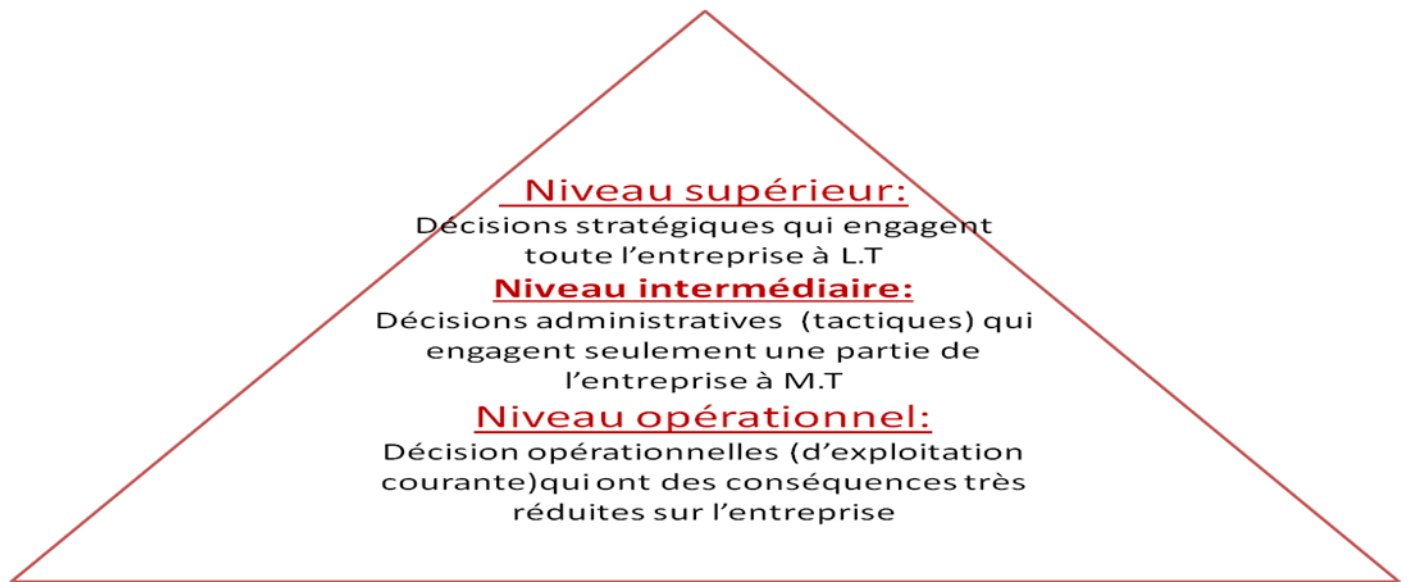 Niveau supérieur:
Décisions stratégiques qui engagent
toute l’entreprise à L.T
Niveau intermédiaire:
Décisions administratives (tactiques) qui
engagent seulement une partie de
l’entreprise à M.T
Niveau opérationnel:
Décision opérationnelles (d’exploitation
courante)qui ont des conséquences très
réduites sur l’entreprise